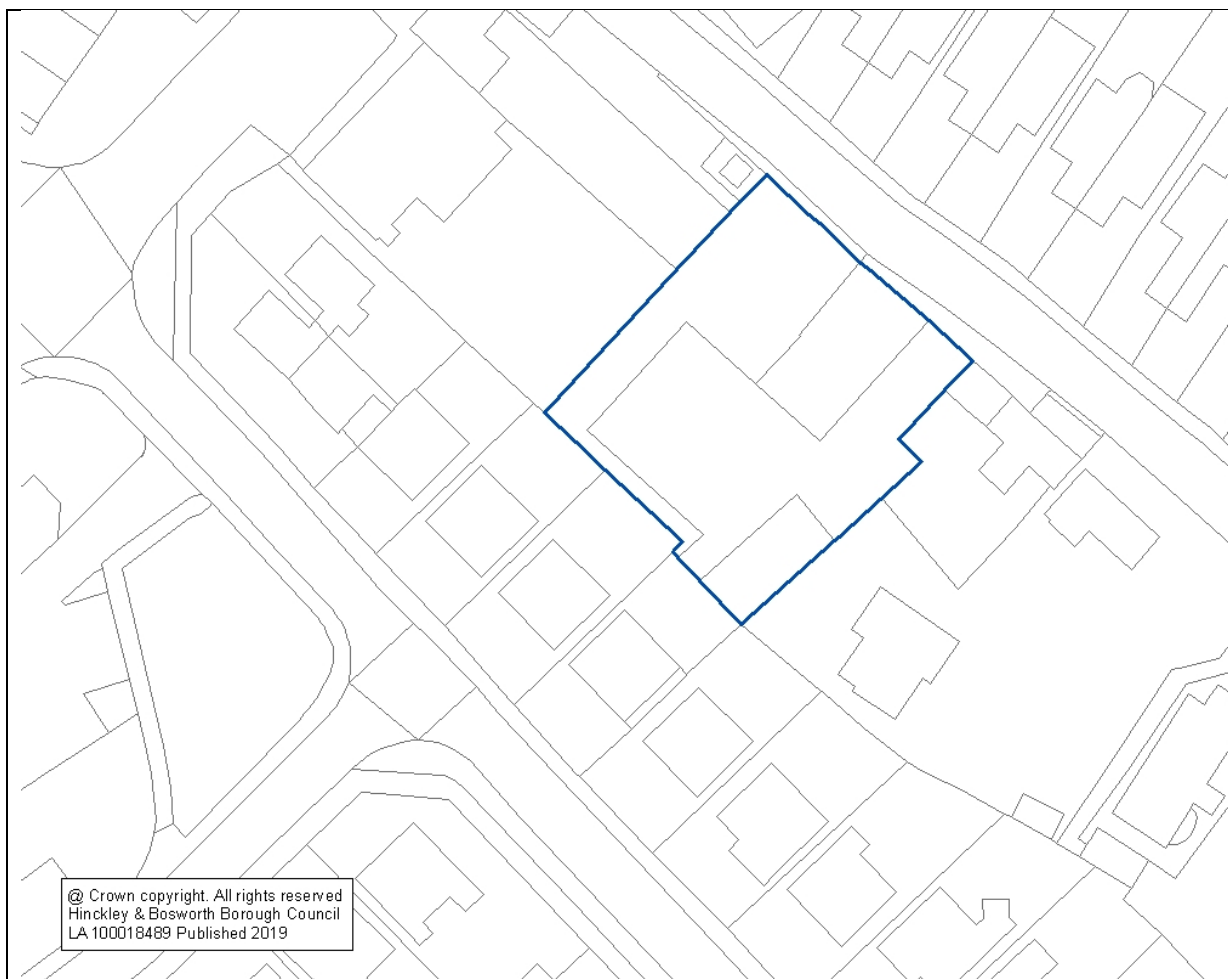 @ Crown copyright. All rights reserved
Hinckley & Bosworth Borough Council
LA 100018489 Published 2019